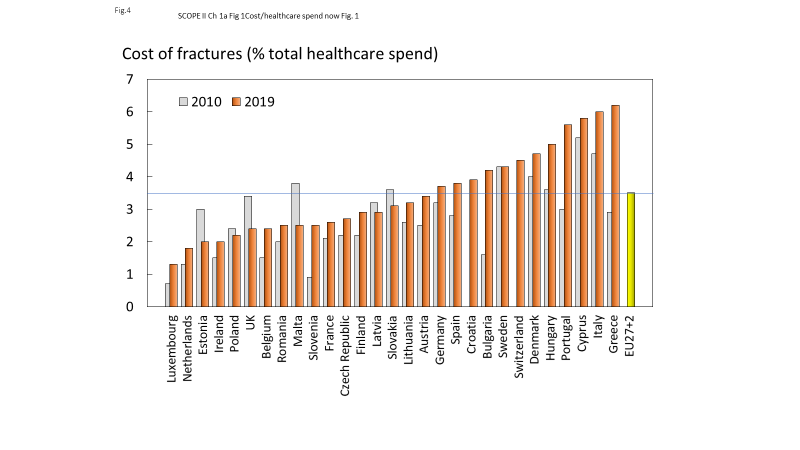 Fig.4
SCOPE II Ch 1a Fig 1Cost/healthcare spend now Fig. 1
Cost of fractures (% total healthcare spend)
7
6
5
4
3
2
1
0
2010
2019
Luxembourg
Netherlands
Estonia
Ireland
Poland
UK
Belgium
Romania
Malta
Slovenia
France
Czech Republic
Finland
Latvia
Slovakia
Lithuania
Austria
Germany
Spain
Croatia
Bulgaria
Sweden
Switzerland
Denmark
Hungary
Portugal
Cyprus
Italy
Greece
EU27+2